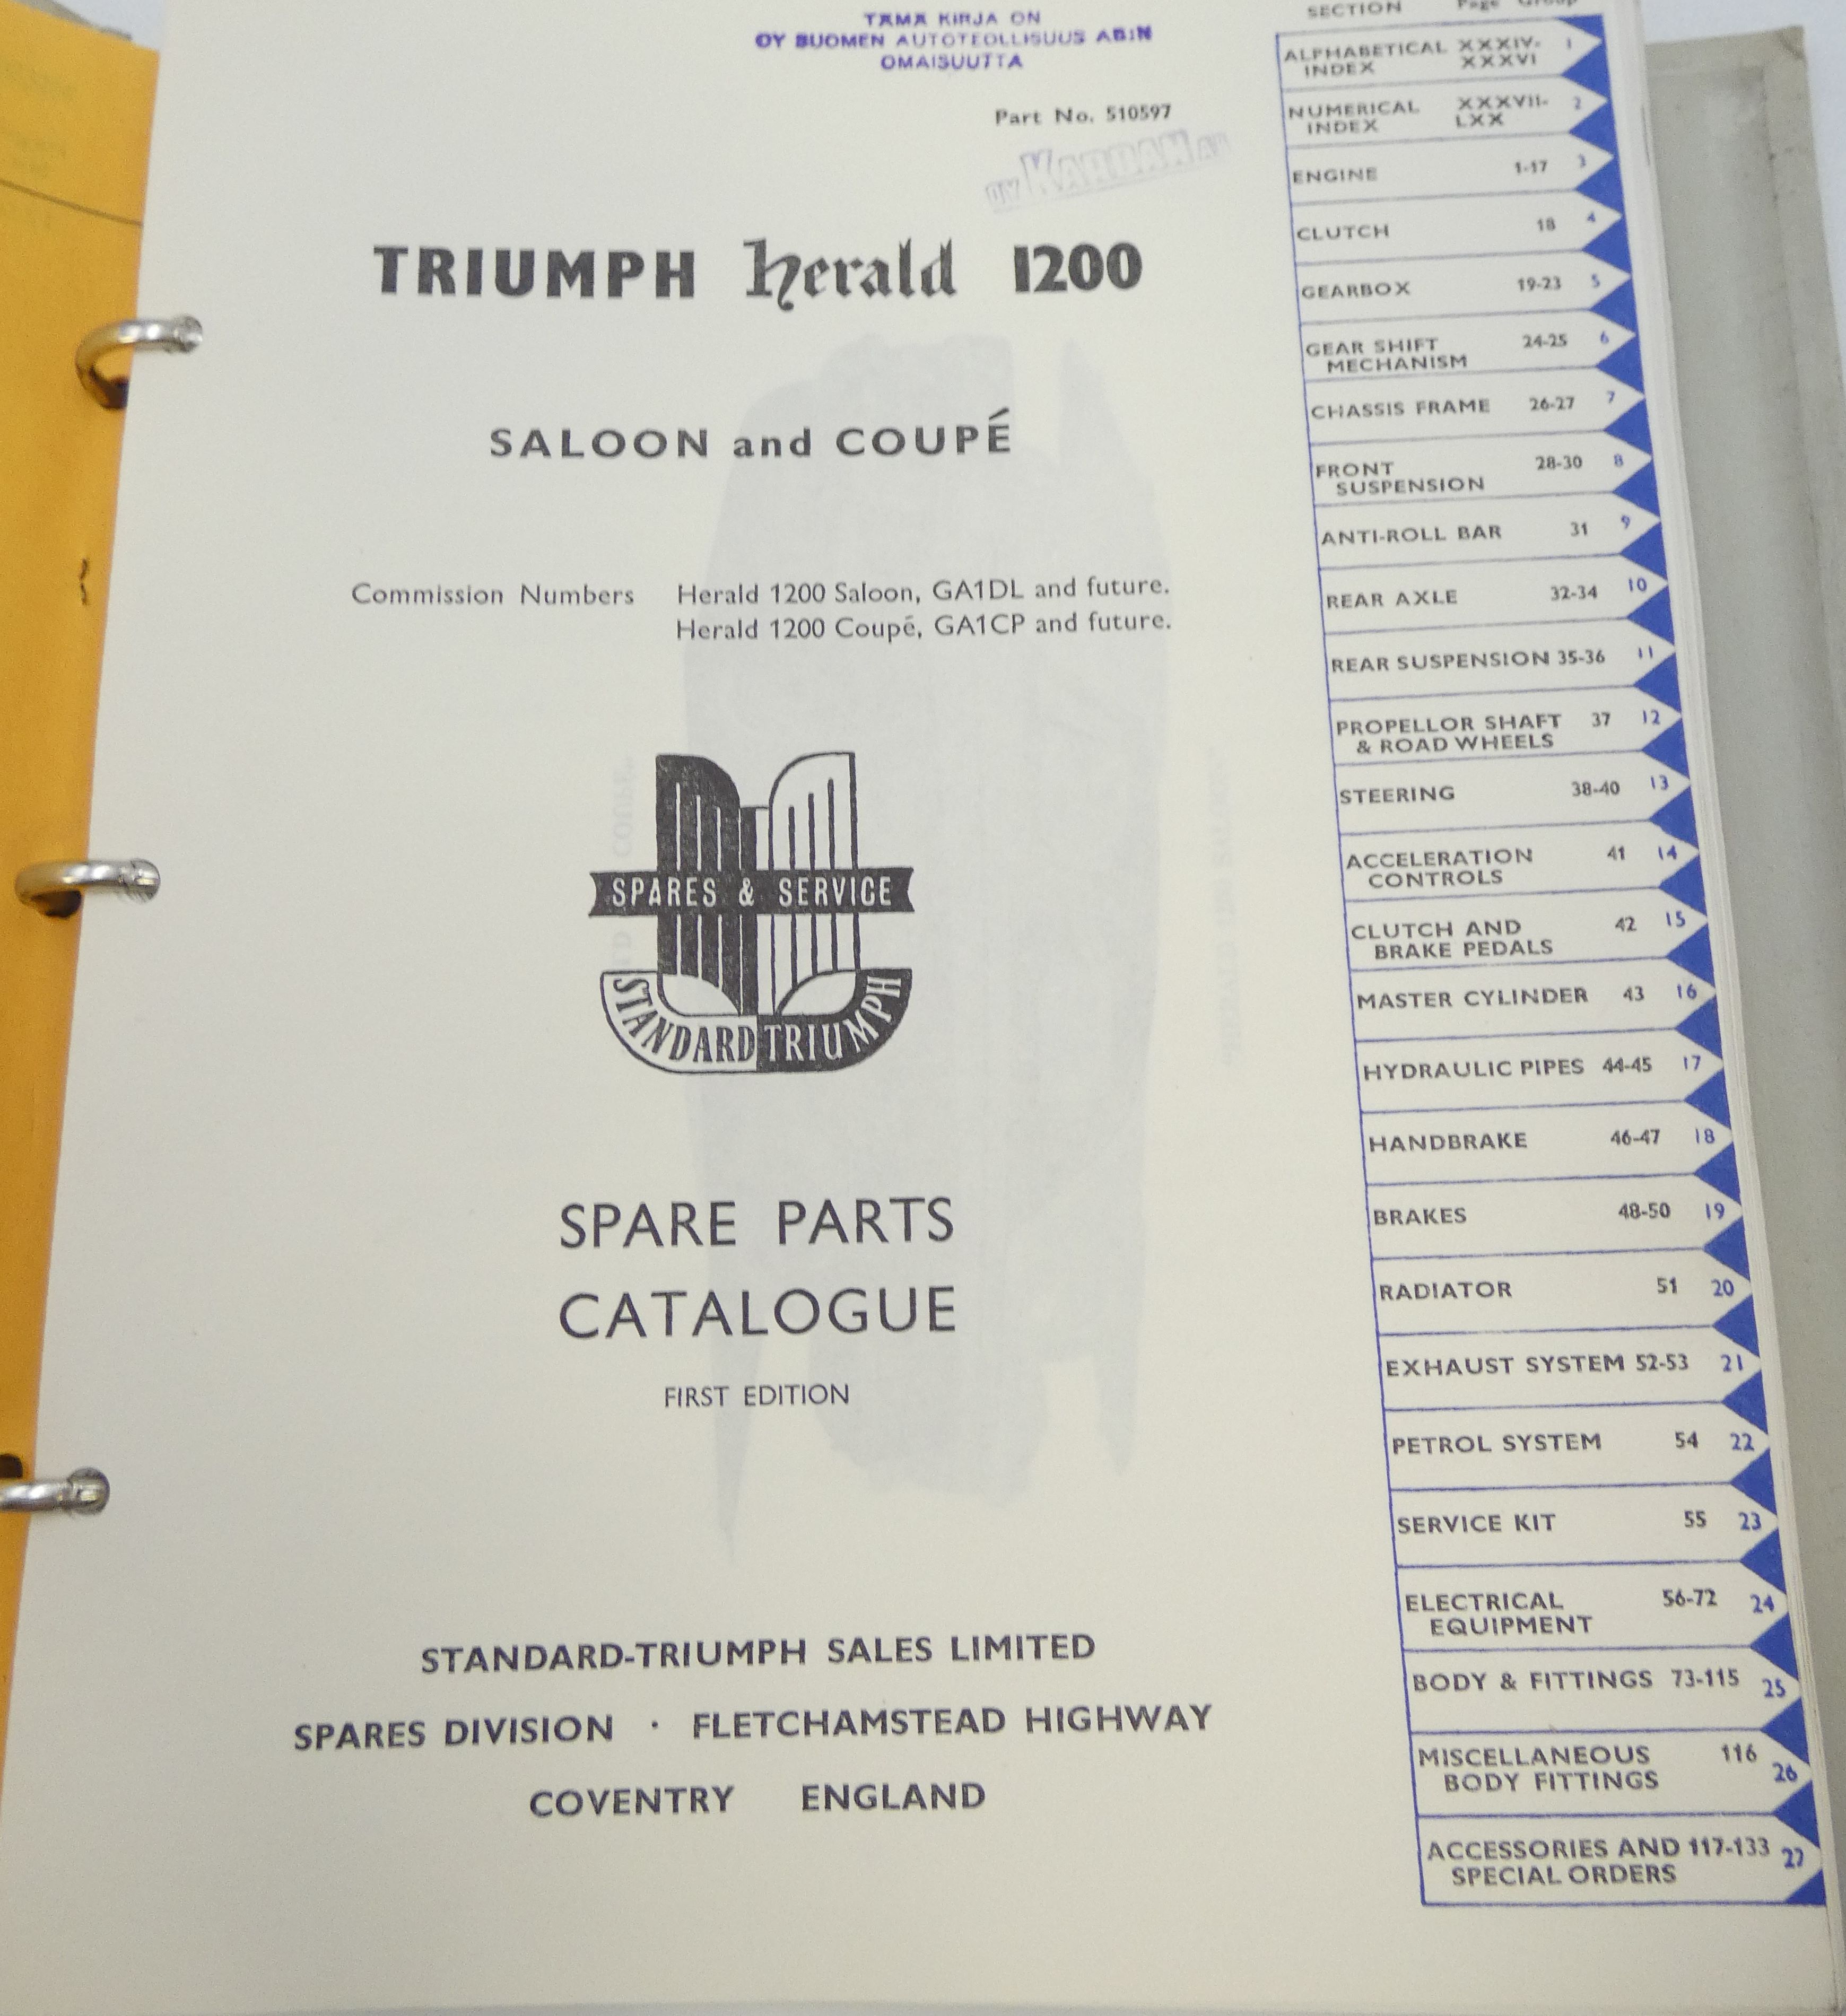 TÄMÄ KIRJA ON
OY SUOMEN AUTOTEOLLISUUS AB:N
OMAISUUTTA
Part No. 510597
OY KARDAN AB
TRIUMPH herald 1200
SALOON and COUPÉ
Commission Numbers Herald 1200 Saloon, GA1DL and future.
Herald 1200 Coupé, GA1CP and future.
SPARES & SERVICE
STANDARD TRIUMPH
SPARE PARTS
CATALOGUE
FIRST EDITION
STANDARD-TRIUMPH SALES LIMITED
SPARES DIVISION · FLETCHAMSTEAD HIGHWAY
COVENTRY ENGLAND
SECTION Page Group
ALPHABETICAL XXXIV- 1
INDEX XXXVI
NUMERICAL XXXVII- 2
INDEX LXX
ENGINE 1-17 3
CLUTCH 18 4
GEARBOX 19-23 5
GEAR SHIFT 24-25 6
MECHANISM
CHASSIS FRAME 26-27 7
FRONT 28-30 8
SUSPENSION
ANTI-ROLL BAR 31 9
REAR AXLE 32-34 10
REAR SUSPENSION 35-36 11
PROPELLOR SHAFT 37 12
& ROAD WHEELS
STEERING 38-40 13
ACCELERATION 41 14
CONTROLS
CLUTCH AND 42 15
BRAKE PEDALS
MASTER CYLINDER 43 16
HYDRAULIC PIPES 44-45 17
HANDBRAKE 46-47 18
BRAKES 48-50 19
RADIATOR 51 20
EXHAUST SYSTEM 52-53 21
PETROL SYSTEM 54 22
SERVICE KIT 55 23
ELECTRICAL 56-72 24
EQUIPMENT
BODY & FITTINGS 73-115 25
MISCELLANEOUS 116 26
BODY FITTINGS
ACCESSORIES AND 117-133 27
SPECIAL ORDERS